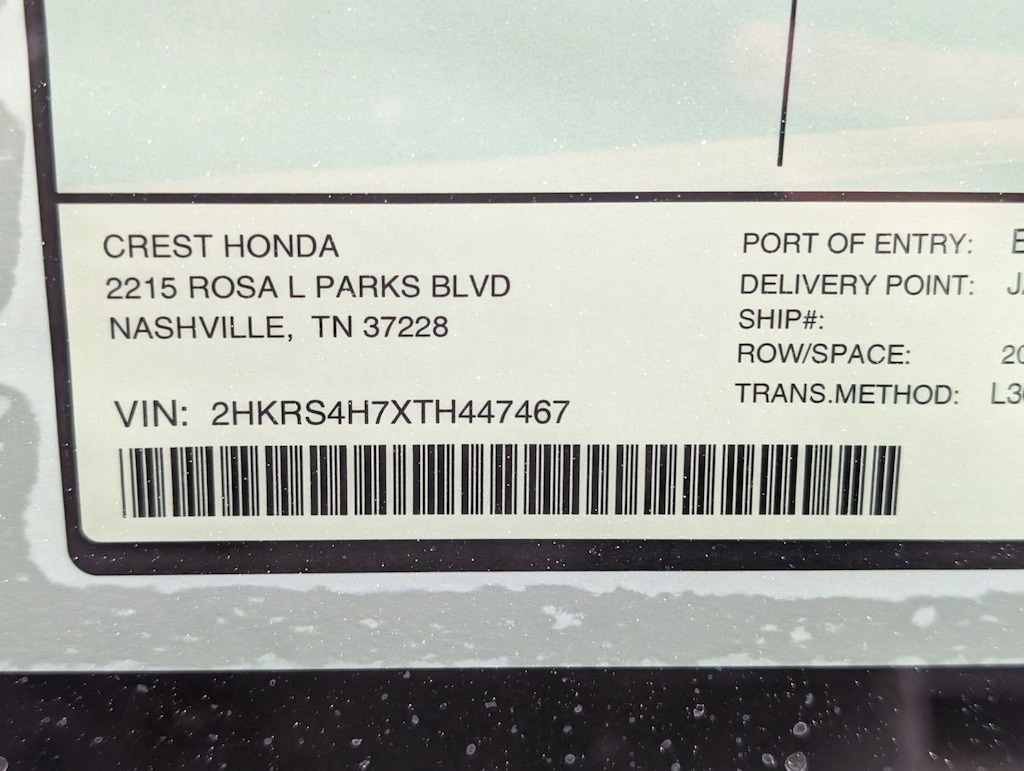 CREST HONDA
2215 ROSA L PARKS BLVD
NASHVILLE, TN 37228
VIN: 2HKRS4H7XTH447467
PORT OF ENTRY:
DELIVERY POINT:
SHIP#:
ROW/SPACE:
TRANS.METHOD: